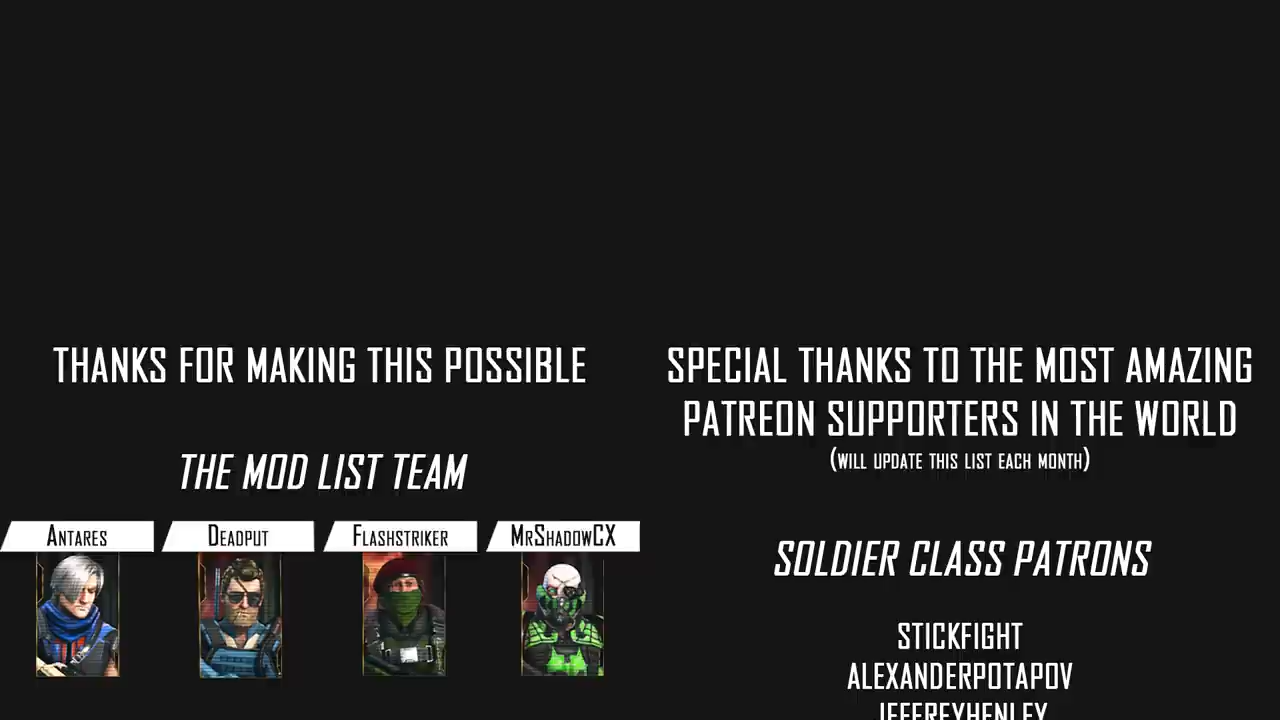 THANKS FOR MAKING THIS POSSIBLE
THE MOD LIST TEAM
Antares
Deadput
Flashstriker
MrShadowCX
SPECIAL THANKS TO THE MOST AMAZING
PATREON SUPPORTERS IN THE WORLD
(WILL UPDATE THIS LIST EACH MONTH)
SOLDIER CLASS PATRONS
STICKFIGHT
ALEXANDERPOTAPOV
JEFFREYHENLEY